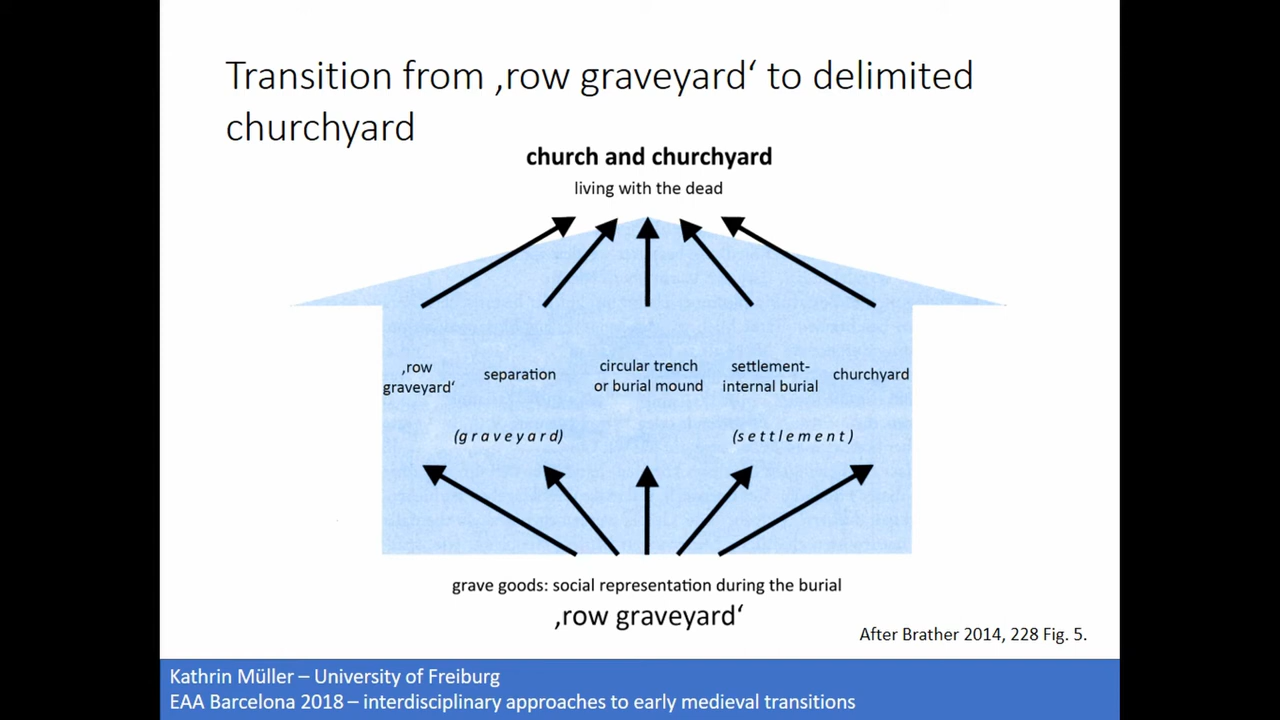 Transition from ‚row graveyard‘ to delimited
churchyard
church and churchyard
living with the dead
‚row
graveyard‘
separation
circular trench
or burial mound
settlement-
internal burial
churchyard
(graveyard)
(settlement)
grave goods: social representation during the burial
‚row graveyard‘
After Brather 2014, 228 Fig. 5.
Kathrin Müller – University of Freiburg
EAA Barcelona 2018 – interdisciplinary approaches to early medieval transitions